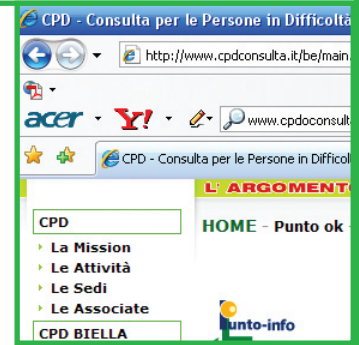 CPD - Consulta per le Persone in Difficoltà
http://www.cpdconsulta.it/be/main.
acer Y! www.cpdoconsult
CPD - Consulta per le Persone in Difficol
L' ARGOMENTO
CPD
HOME - Punto ok -
La Mission
Le Attività
Le Sedi
Le Associate
CPD BIELLA
unto-info